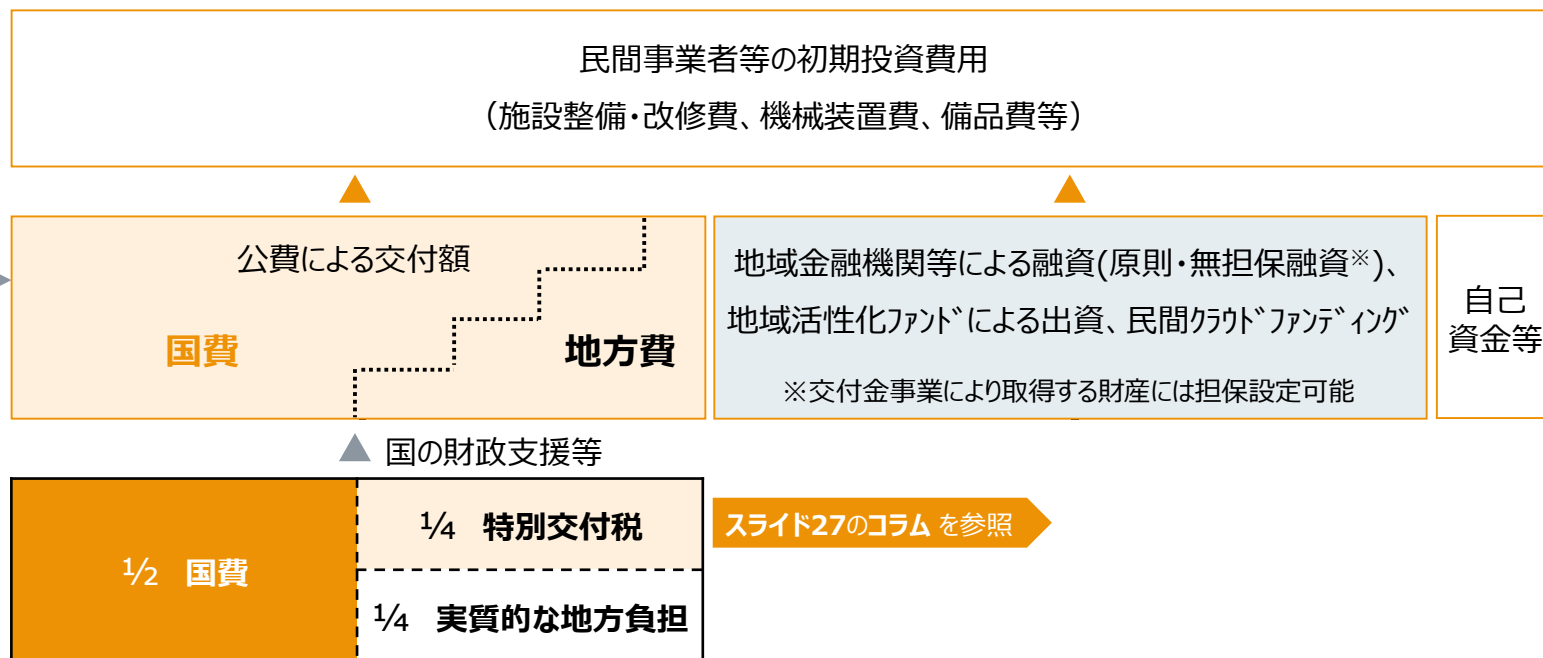 民間事業者等の初期投資費用
（施設整備・改修費、機械装置費、備品費等）
公費による交付額
国費
地方費
地域金融機関等による融資(原則・無担保融資※)、
地域活性化ﾌｧﾝﾄﾞによる出資、民間ｸﾗｳﾄﾞﾌｧﾝﾃﾞｨﾝｸﾞ
※交付金事業により取得する財産には担保設定可能
自己
資金等
国の財政支援等
½ 国費
¼ 特別交付税
¼ 実質的な地方負担
スライド27のコラム を参照